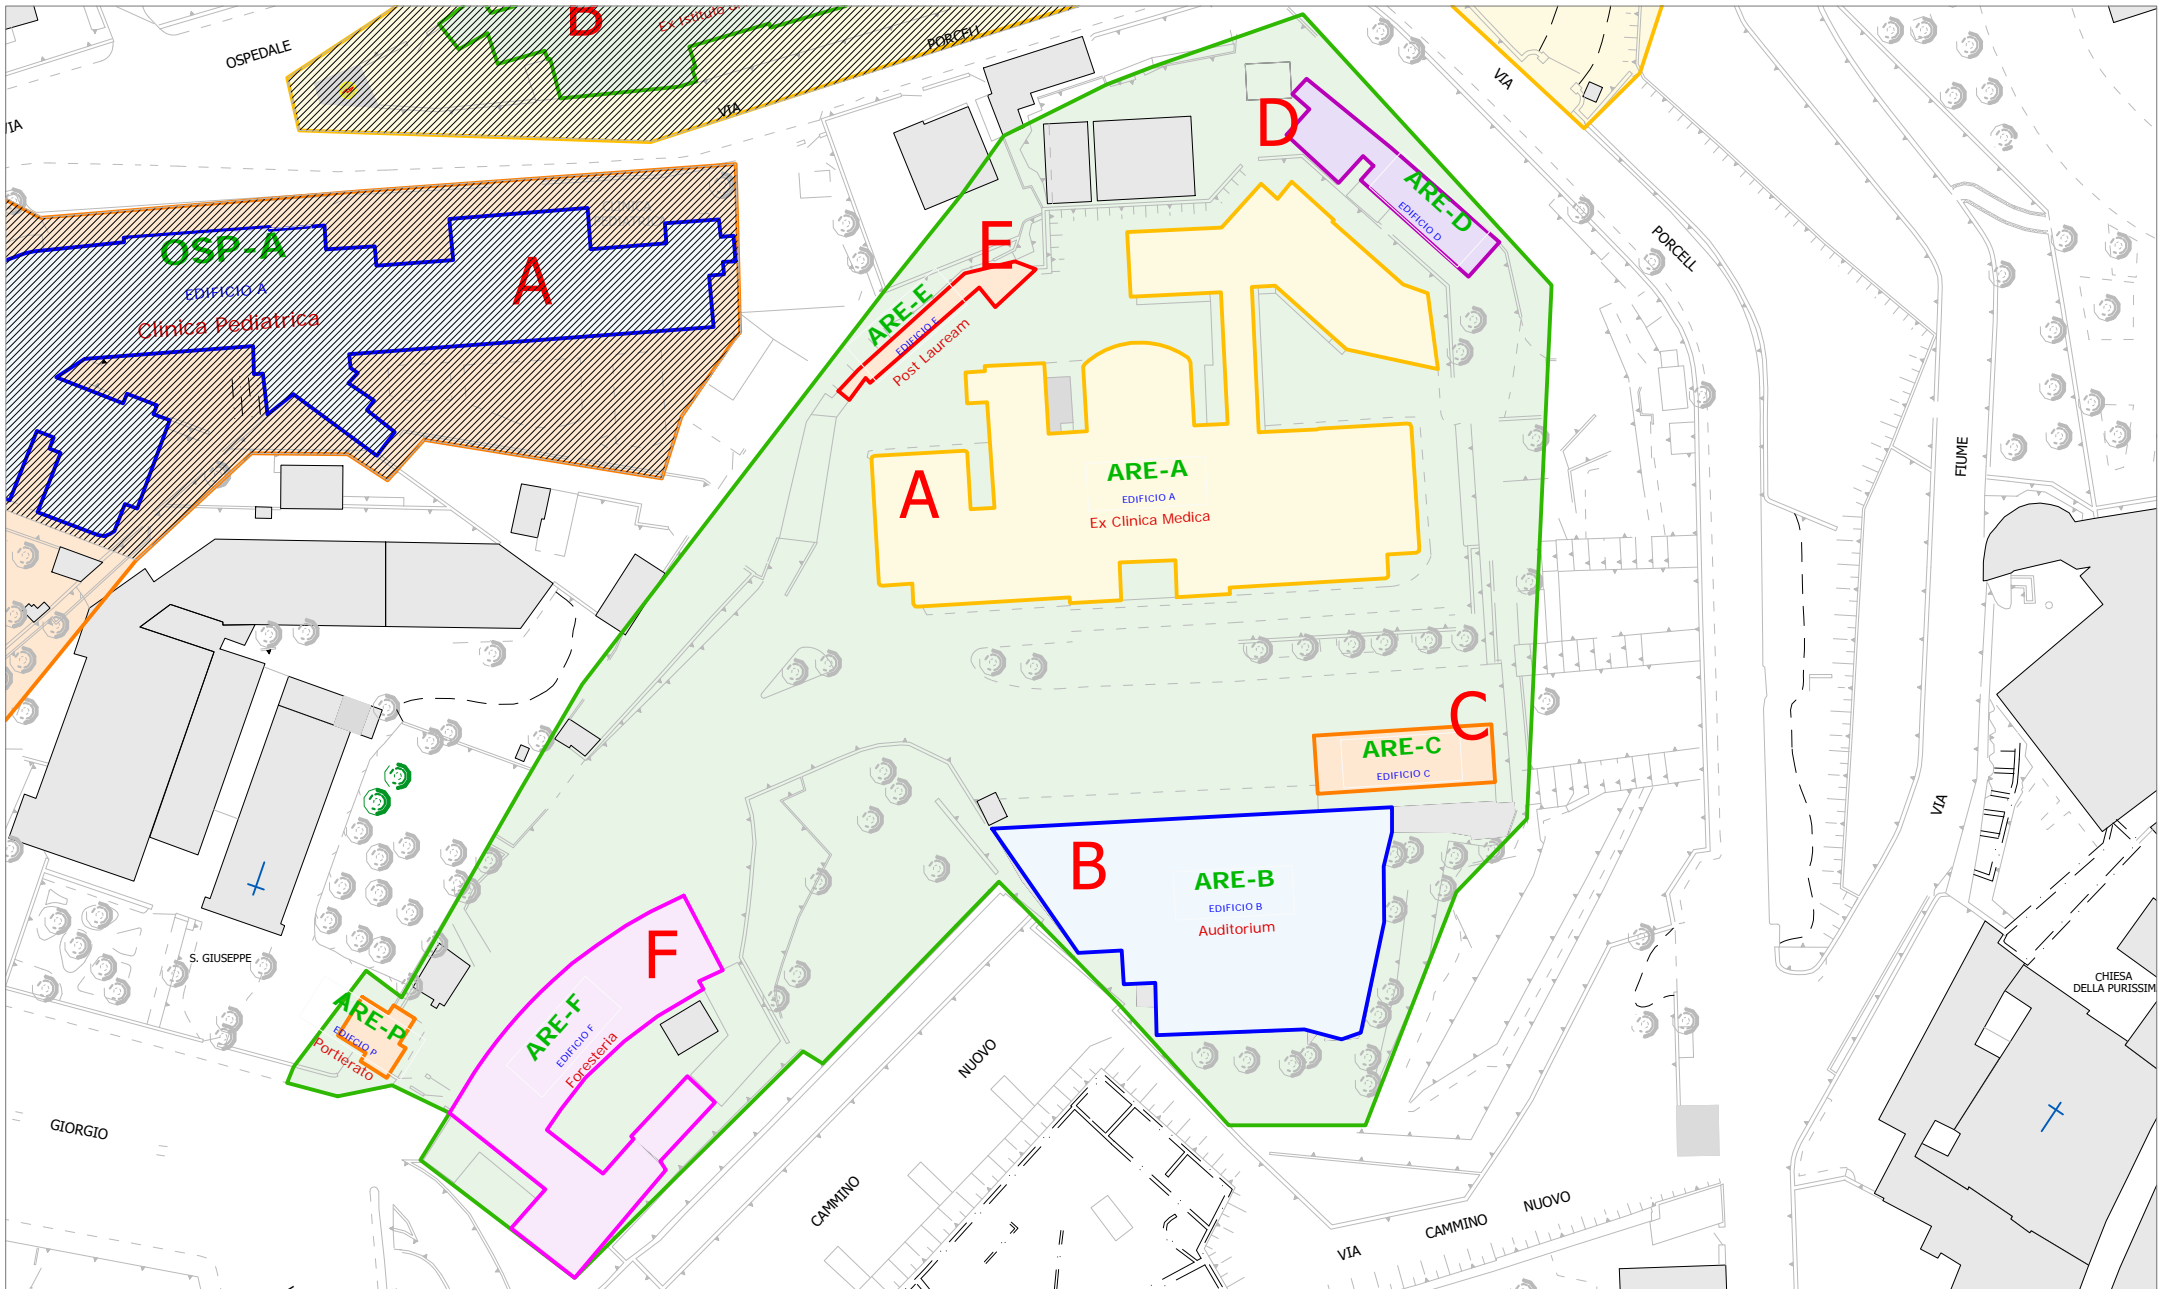 B
Ex Istituto
OSPEDALE
VIA
VIA
PORCELL
VIA
PORCELL
OSP-A
EDIFICIO A
Clinica Pediatrica
A
D
ARE-D
EDIFICIO D
E
ARE-E
EDIFICIO E
Post Lauream
A
ARE-A
EDIFICIO A
Ex Clinica Medica
FIUME
VIA
C
ARE-C
EDIFICIO C
B
ARE-B
EDIFICIO B
Auditorium
F
ARE-F
EDIFICIO F
Foresteria
S. GIUSEPPE
ARE-P
EDIFICIO P
Portierato
CHIESA
DELLA PURISSIM
GIORGIO
NUOVO
CAMMINO
VIA
CAMMINO
NUOVO